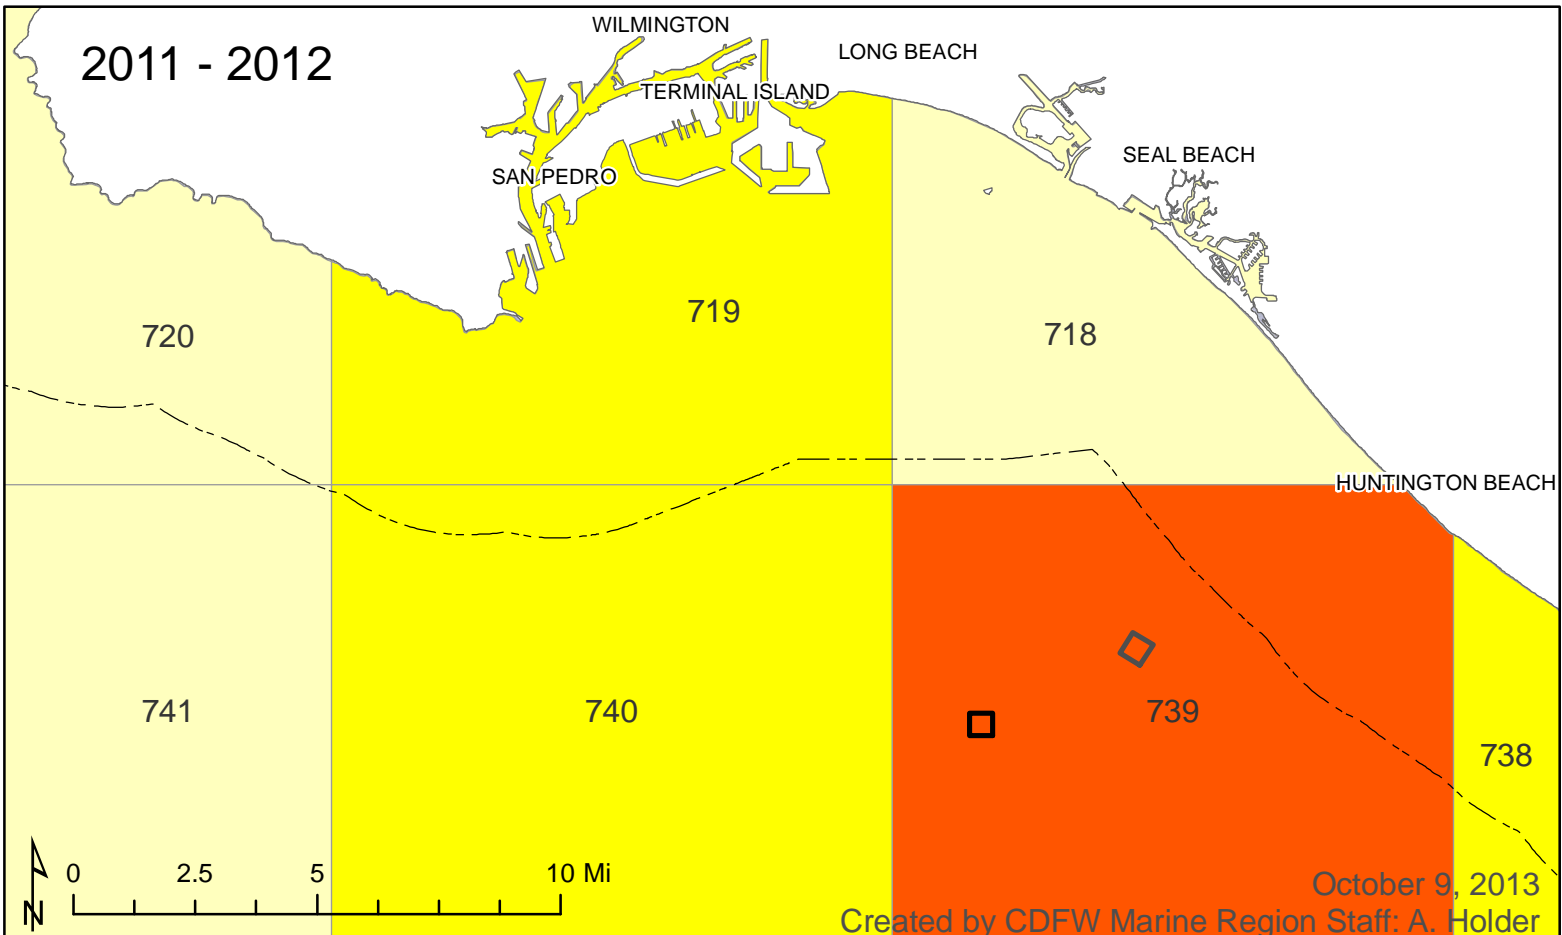 2011 - 2012
WILMINGTON
LONG BEACH
TERMINAL ISLAND
SEAL BEACH
SAN PEDRO
720
719
718
HUNTINGTON BEACH
741
740
739
738
0 2.5 5 10 Mi
N
October 9, 2013
Created by CDFW Marine Region Staff: A. Holder